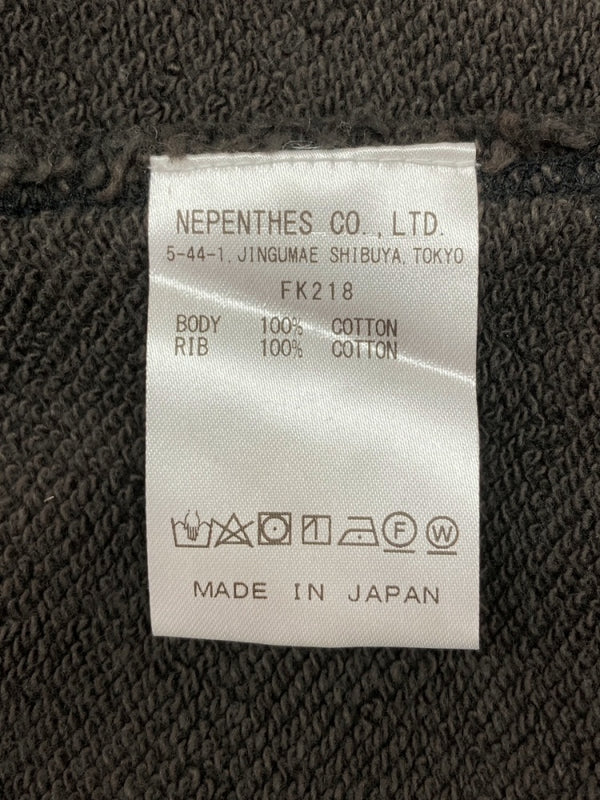 NEPENTHES CO.,LTD.
5-44-1, JINGUMAE SHIBUYA, TOKYO
FK218
BODY 100% COTTON
RIB 100% COTTON
F W
MADE IN JAPAN